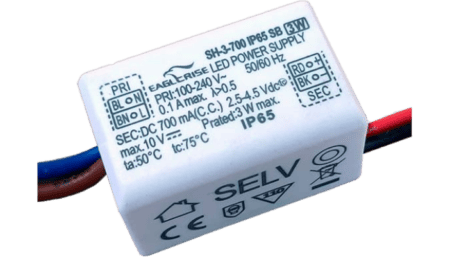 SH-3-700 IP65 SB 3W
EAGLERISE LED POWER SUPPLY
PRI:100-240 V~ 50/60 Hz
0.1 A max. λ>0.5
SEC:DC 700 mA(C.C.) 2.5-4.5 Vdc
max.10 V Prated:3 W max.
ta:50°C tc:75°C IP65
PRI
BL N
BN L
RD +
BK -
SEC
SELV
CE